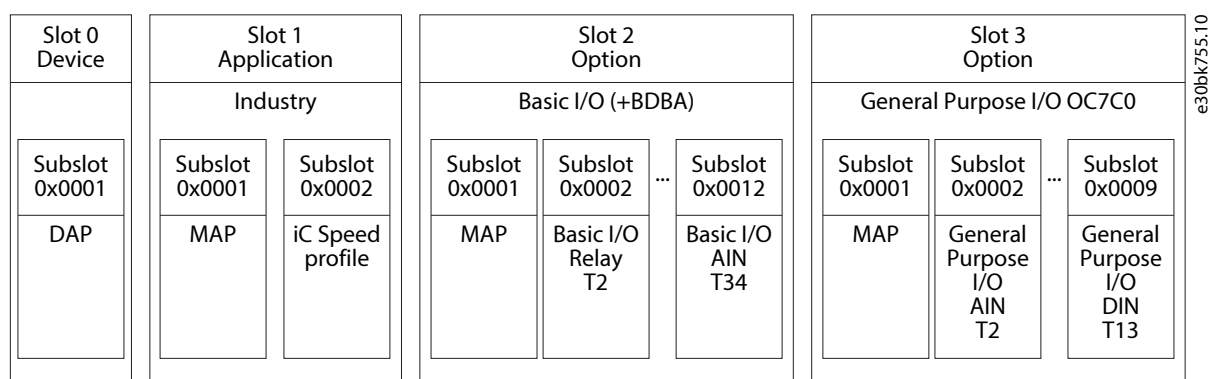 Slot 0
Device
Subslot
0x0001
DAP
Slot 1
Application
Industry
Subslot
0x0001
MAP
Subslot
0x0002
iC Speed
profile
Slot 2
Option
Basic I/O (+BDBA)
Subslot
0x0001
MAP
Subslot
0x0002
Basic I/O
Relay
T2
...
Subslot
0x0012
Basic I/O
AIN
T34
Slot 3
Option
General Purpose I/O OC7C0
Subslot
0x0001
MAP
Subslot
0x0002
General
Purpose
I/O
AIN
T2
...
Subslot
0x0009
General
Purpose
I/O
DIN
T13
e30bk755.10